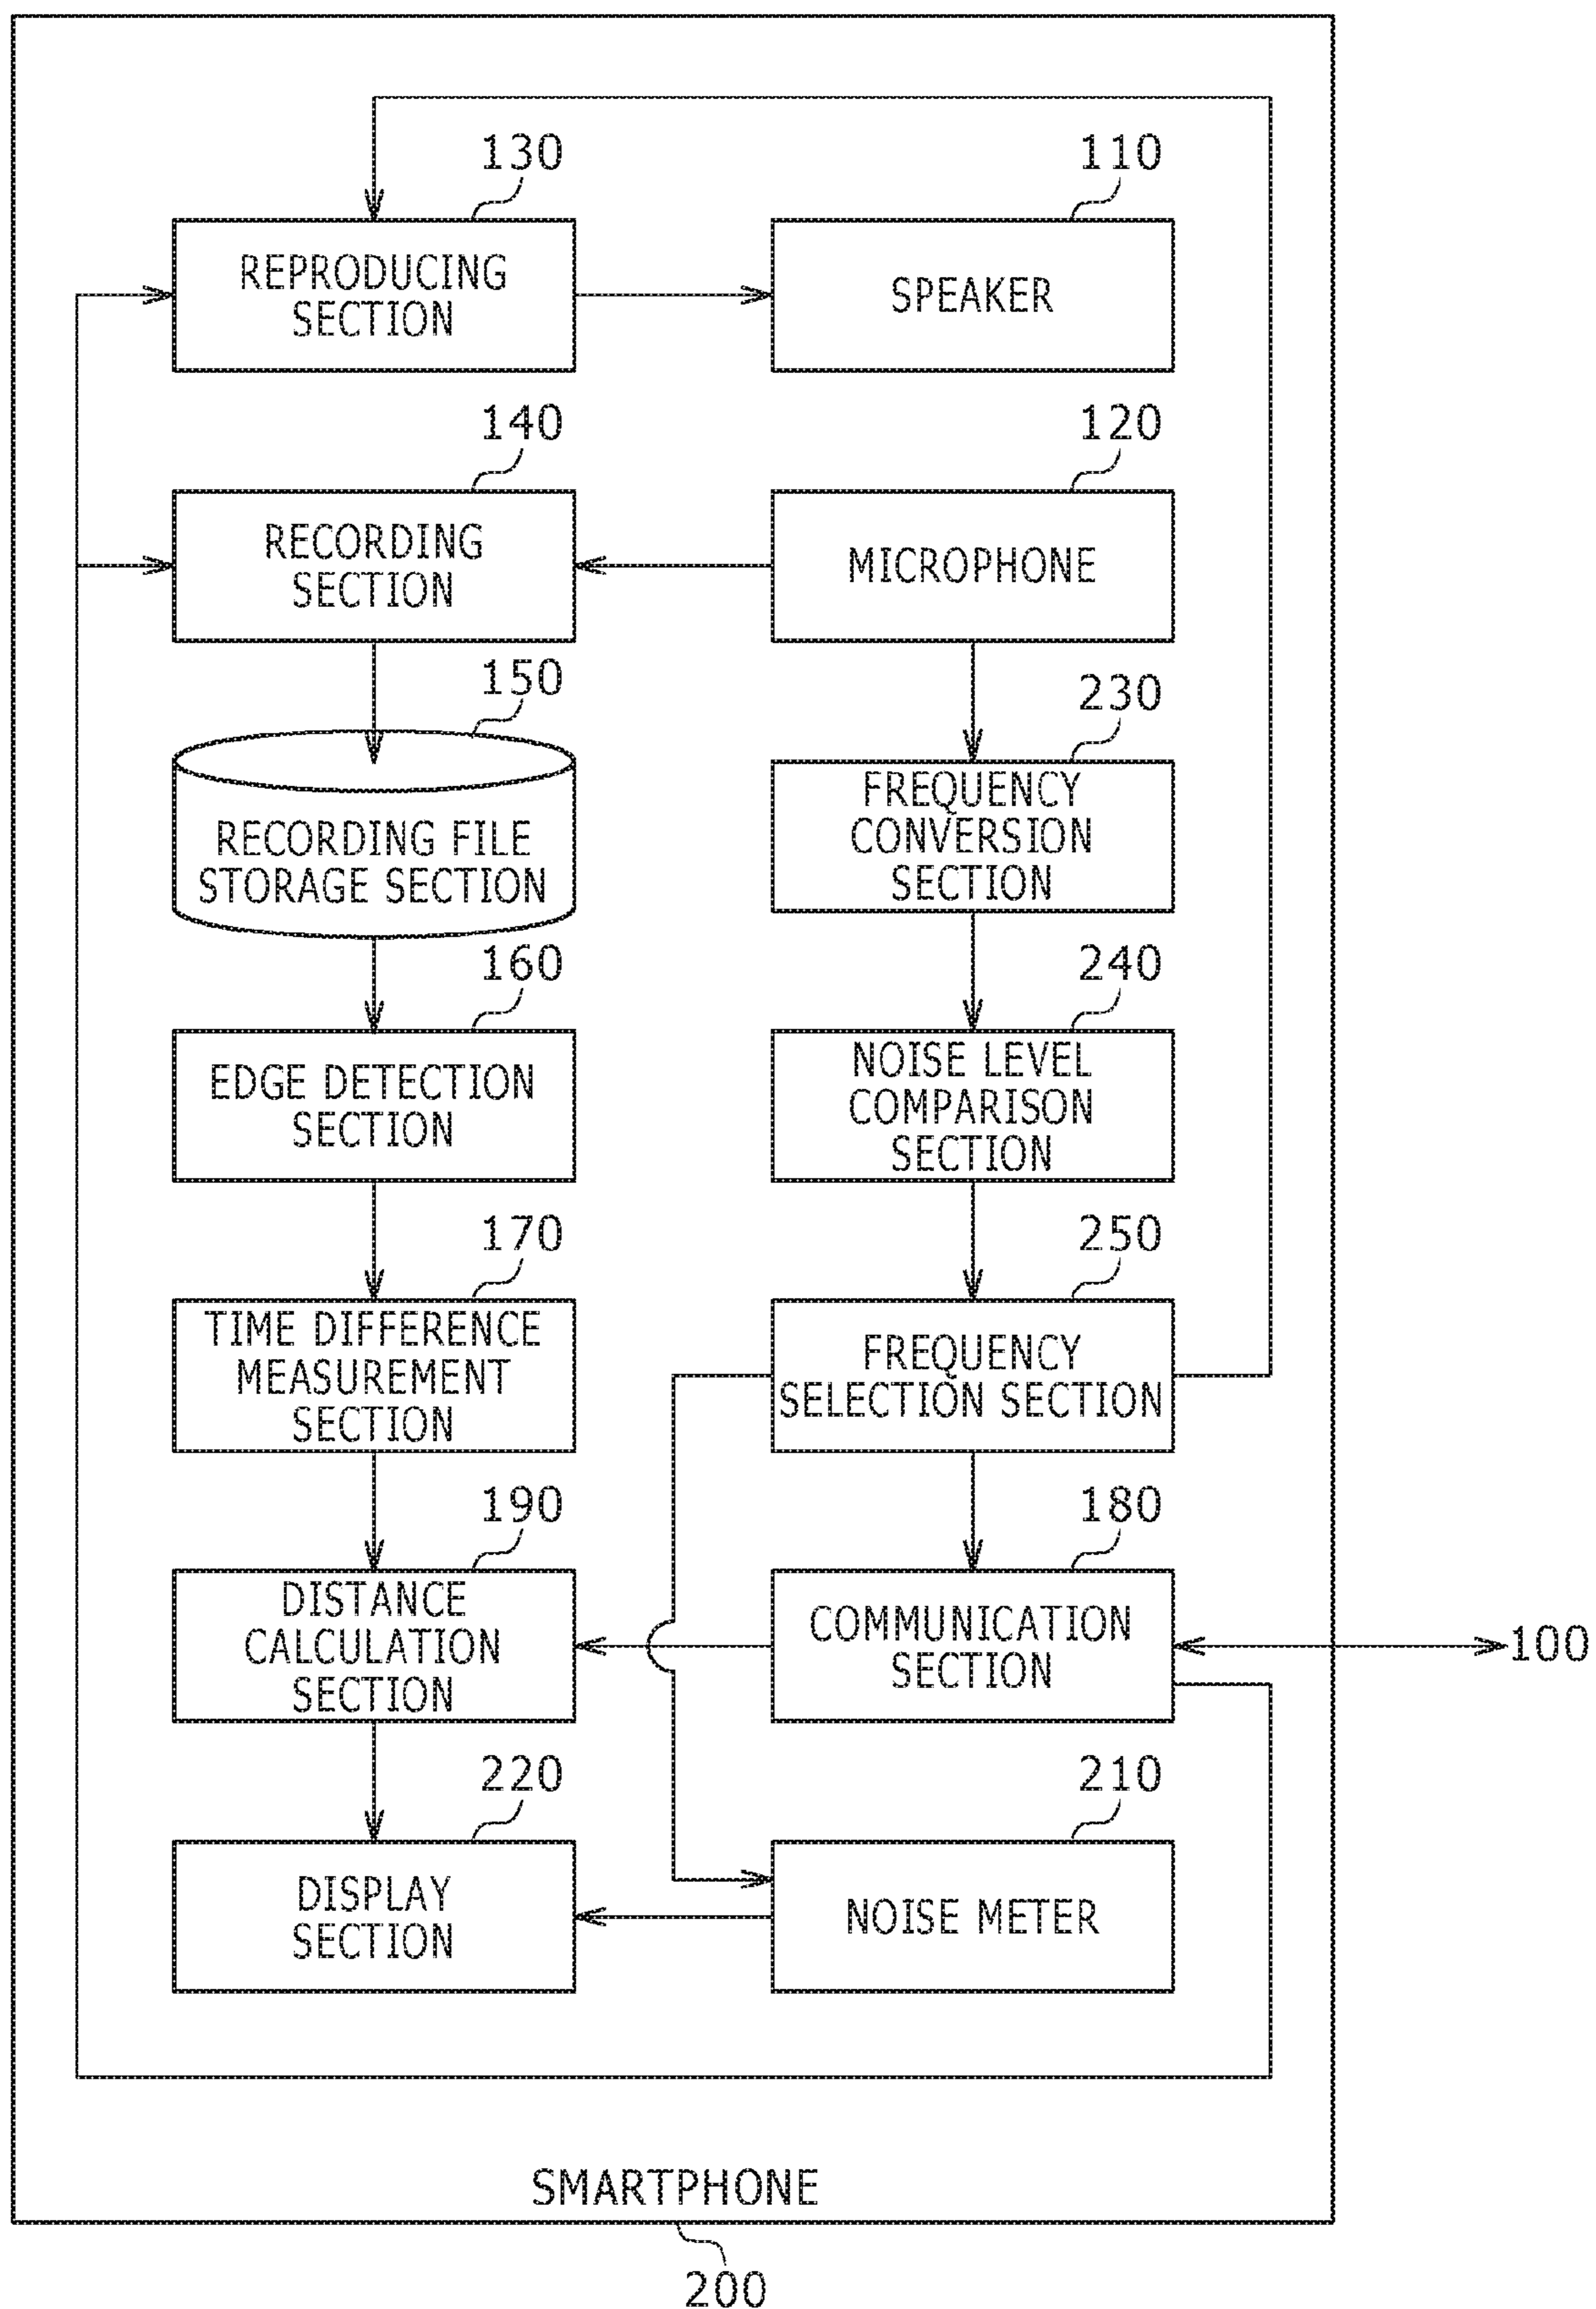 130
110
REPRODUCING
SECTION
SPEAKER
140
120
RECORDING
SECTION
MICROPHONE
150
230
RECORDING FILE
STORAGE SECTION
FREQUENCY
CONVERSION
SECTION
160
240
EDGE DETECTION
SECTION
NOISE LEVEL
COMPARISON
SECTION
170
250
TIME DIFFERENCE
MEASUREMENT
SECTION
FREQUENCY
SELECTION SECTION
190
180
DISTANCE
CALCULATION
SECTION
COMMUNICATION
SECTION
100
220
210
DISPLAY
SECTION
NOISE METER
SMARTPHONE
200